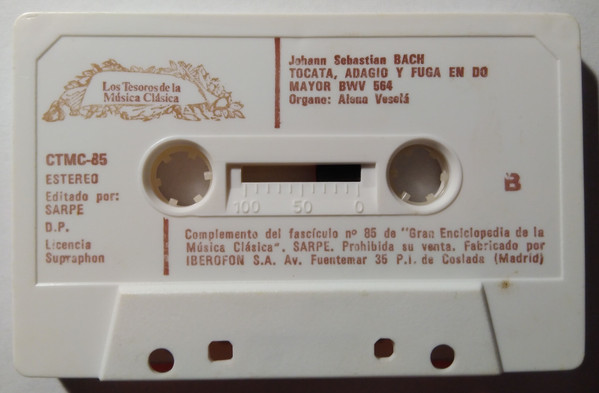 Los Tesoros de la
Música Clásica
Johann Sebastian BACH
TOCATA, ADAGIO Y FUGA EN DO
MAYOR BWV 564
Organo: Alena Veselá
CTMC-85
ESTEREO
Editado por:
SARPE
D.P.
Licencia
Supraphon
B
100 50 0
Complemento del fascículo nº 85 de "Gran Enciclopedia de la
Música Clásica", SARPE. Prohibida su venta. Fabricado por
IBEROFON S.A. Av. Fuentemar 35 P.I. de Coslada (Madrid)